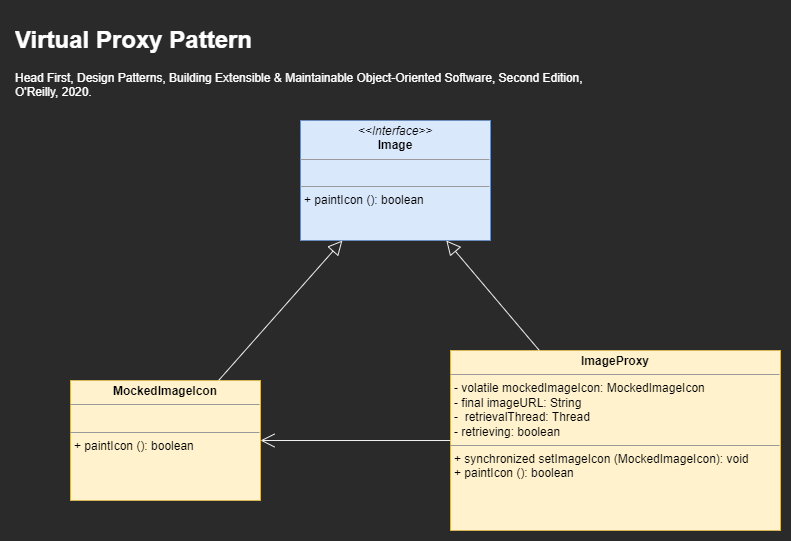 Virtual Proxy Pattern
Head First, Design Patterns, Building Extensible & Maintainable Object-Oriented Software, Second Edition,
O'Reilly, 2020.
<<Interface>>
Image
+ paintIcon (): boolean
MockedImageIcon
+ paintIcon (): boolean
ImageProxy
- volatile mockedImageIcon: MockedImageIcon
- final imageURL: String
-  retrievalThread: Thread
- retrieving: boolean
+ synchronized setImageIcon (MockedImageIcon): void
+ paintIcon (): boolean